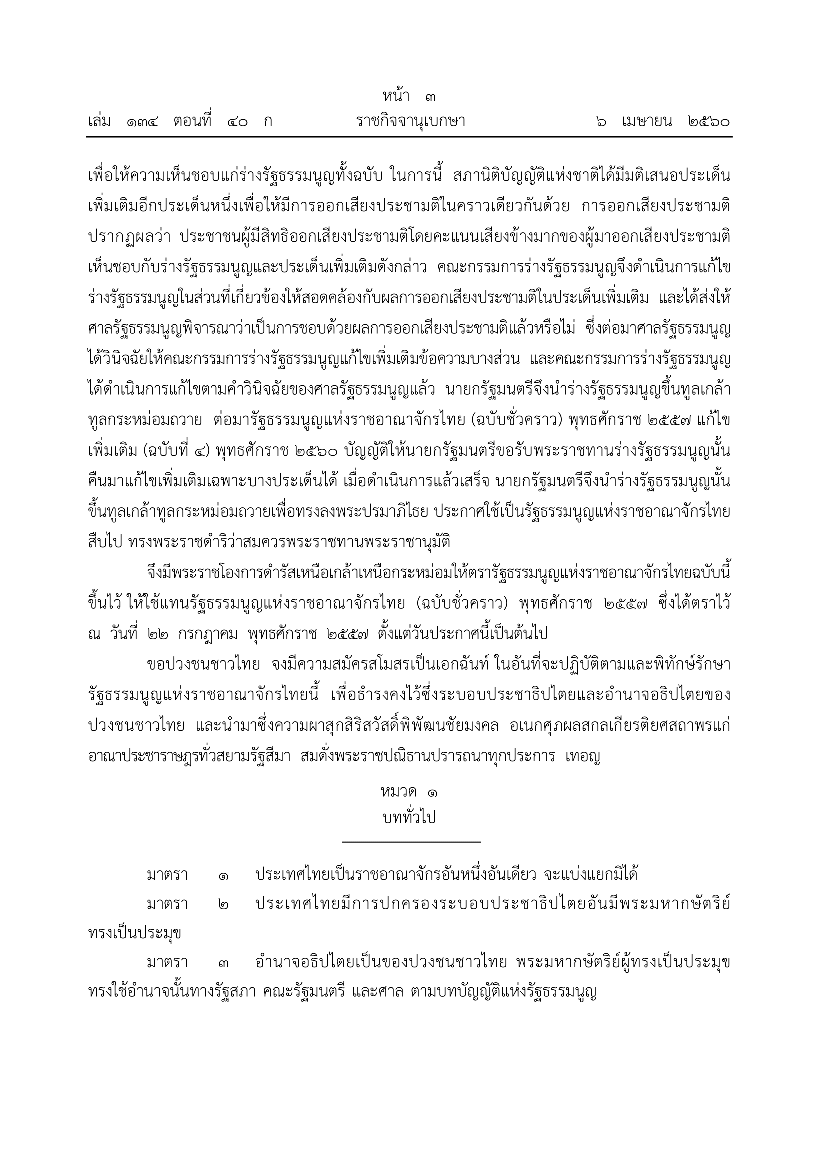 หน้า ๓
เล่ม ๑๓๔ ตอนที่ ๔๐ ก ราชกิจจานุเบกษา ๖ เมษายน ๒๕๖๐
เพื่อให้ความเห็นชอบแก่ร่างรัฐธรรมนูญทั้งฉบับ ในการนี้ สภานิติบัญญัติแห่งชาติได้มีมติเสนอประเด็น
เพิ่มเติมอีกประเด็นหนึ่งเพื่อให้มีการออกเสียงประชามติในคราวเดียวกันด้วย การออกเสียงประชามติ
ปรากฏผลว่า ประชาชนผู้มีสิทธิออกเสียงประชามติโดยคะแนนเสียงข้างมากของผู้มาออกเสียงประชามติ
เห็นชอบกับร่างรัฐธรรมนูญและประเด็นเพิ่มเติมดังกล่าว คณะกรรมการร่างรัฐธรรมนูญจึงดำเนินการแก้ไข
ร่างรัฐธรรมนูญในส่วนที่เกี่ยวข้องให้สอดคล้องกับผลการออกเสียงประชามติในประเด็นเพิ่มเติม และได้ส่งให้
ศาลรัฐธรรมนูญพิจารณาว่าเป็นการชอบด้วยผลการออกเสียงประชามติแล้วหรือไม่ ซึ่งต่อมาศาลรัฐธรรมนูญ
ได้วินิจฉัยให้คณะกรรมการร่างรัฐธรรมนูญแก้ไขเพิ่มเติมข้อความบางส่วน และคณะกรรมการร่างรัฐธรรมนูญ
ได้ดำเนินการแก้ไขตามคำวินิจฉัยของศาลรัฐธรรมนูญแล้ว นายกรัฐมนตรีจึงนำร่างรัฐธรรมนูญขึ้นทูลเกล้า
ทูลกระหม่อมถวาย ต่อมารัฐธรรมนูญแห่งราชอาณาจักรไทย (ฉบับชั่วคราว) พุทธศักราช ๒๕๕๗ แก้ไข
เพิ่มเติม (ฉบับที่ ๔) พุทธศักราช ๒๕๖๐ บัญญัติให้นายกรัฐมนตรีขอรับพระราชทานร่างรัฐธรรมนูญนั้น
คืนมาแก้ไขเพิ่มเติมเฉพาะบางประเด็นได้ เมื่อดำเนินการแล้วเสร็จ นายกรัฐมนตรีจึงนำร่างรัฐธรรมนูญนั้น
ขึ้นทูลเกล้าทูลกระหม่อมถวายเพื่อทรงลงพระปรมาภิไธย ประกาศใช้เป็นรัฐธรรมนูญแห่งราชอาณาจักรไทย
สืบไป ทรงพระราชดำริว่าสมควรพระราชทานพระราชานุมัติ
จึงมีพระราชโองการดำรัสเหนือเกล้าเหนือกระหม่อมให้ตรารัฐธรรมนูญแห่งราชอาณาจักรไทยฉบับนี้
ขึ้นไว้ ให้ใช้แทนรัฐธรรมนูญแห่งราชอาณาจักรไทย (ฉบับชั่วคราว) พุทธศักราช ๒๕๕๗ ซึ่งได้ตราไว้
ณ วันที่ ๒๒ กรกฎาคม พุทธศักราช ๒๕๕๗ ตั้งแต่วันประกาศนี้เป็นต้นไป
ขอปวงชนชาวไทย จงมีความสมัครสโมสรเป็นเอกฉันท์ ในอันที่จะปฏิบัติตามและพิทักษ์รักษา
รัฐธรรมนูญแห่งราชอาณาจักรไทยนี้ เพื่อธำรงคงไว้ซึ่งระบอบประชาธิปไตยและอำนาจอธิปไตยของ
ปวงชนชาวไทย และนำมาซึ่งความผาสุกสิริสวัสดิ์พิพัฒนชัยมงคล อเนกศุภผลสกลเกียรติยศสถาพรแก่
อาณาประชาราษฎรทั่วสยามรัฐสีมา สมดั่งพระราชปณิธานปรารถนาทุกประการ เทอญ
หมวด ๑
บททั่วไป
มาตรา ๑ ประเทศไทยเป็นราชอาณาจักรอันหนึ่งอันเดียว จะแบ่งแยกมิได้
มาตรา ๒ ประเทศไทยมีการปกครองระบอบประชาธิปไตยอันมีพระมหากษัตริย์
ทรงเป็นประมุข
มาตรา ๓ อำนาจอธิปไตยเป็นของปวงชนชาวไทย พระมหากษัตริย์ผู้ทรงเป็นประมุข
ทรงใช้อำนาจนั้นทางรัฐสภา คณะรัฐมนตรี และศาล ตามบทบัญญัติแห่งรัฐธรรมนูญ